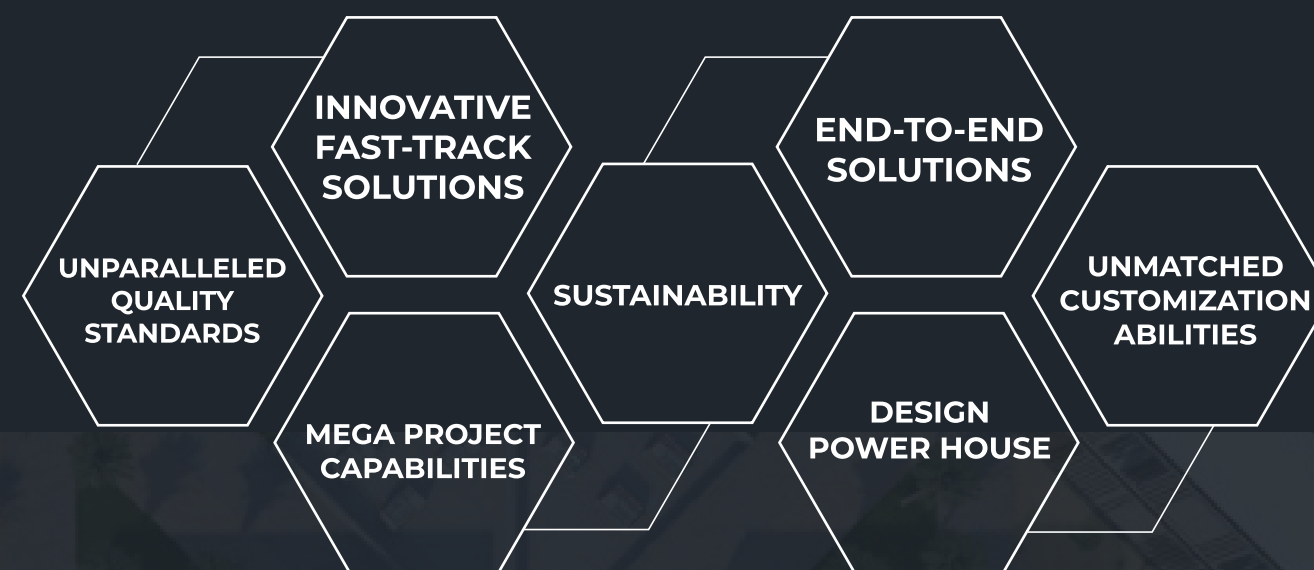 INNOVATIVE
FAST-TRACK
SOLUTIONS
END-TO-END
SOLUTIONS
UNPARALLELED
QUALITY
STANDARDS
SUSTAINABILITY
UNMATCHED
CUSTOMIZATION
ABILITIES
MEGA PROJECT
CAPABILITIES
DESIGN
POWER HOUSE